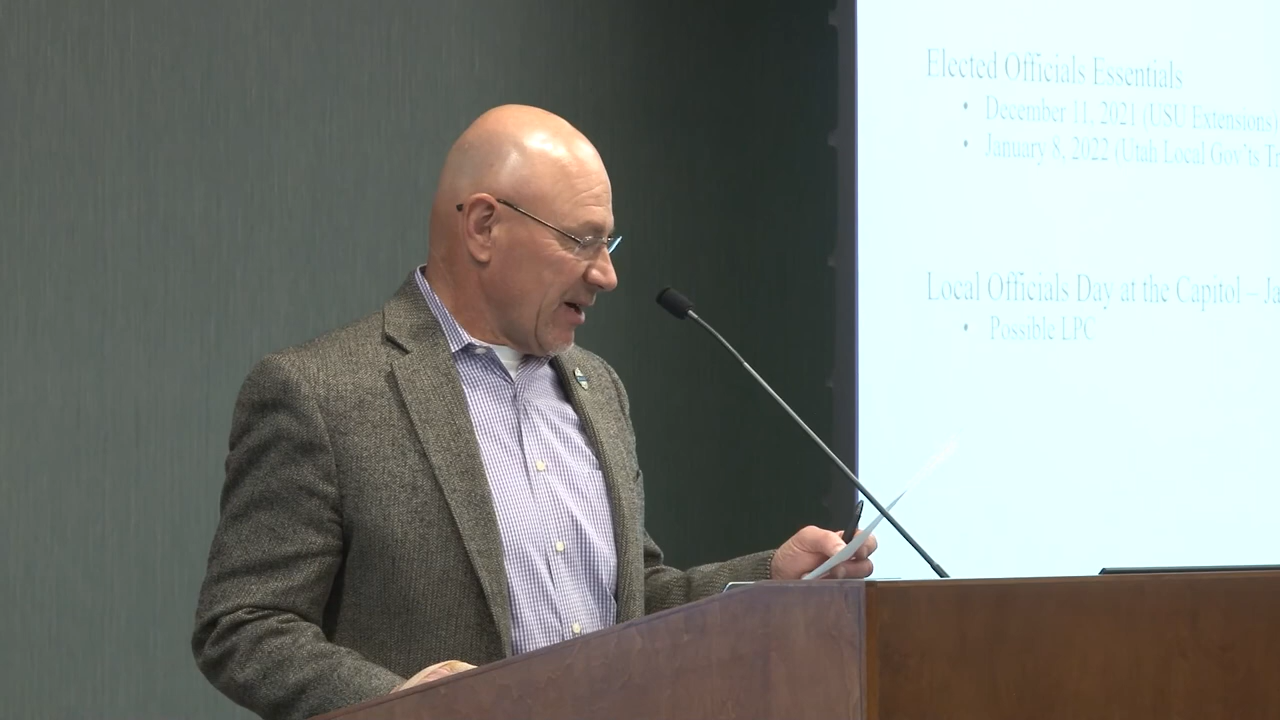 Elected Officials Essentials
• December 11, 2021 (USU Extensions)
• January 8, 2022 (Utah Local Gov'ts Tr
Local Officials Day at the Capitol – Ja
• Possible LPC